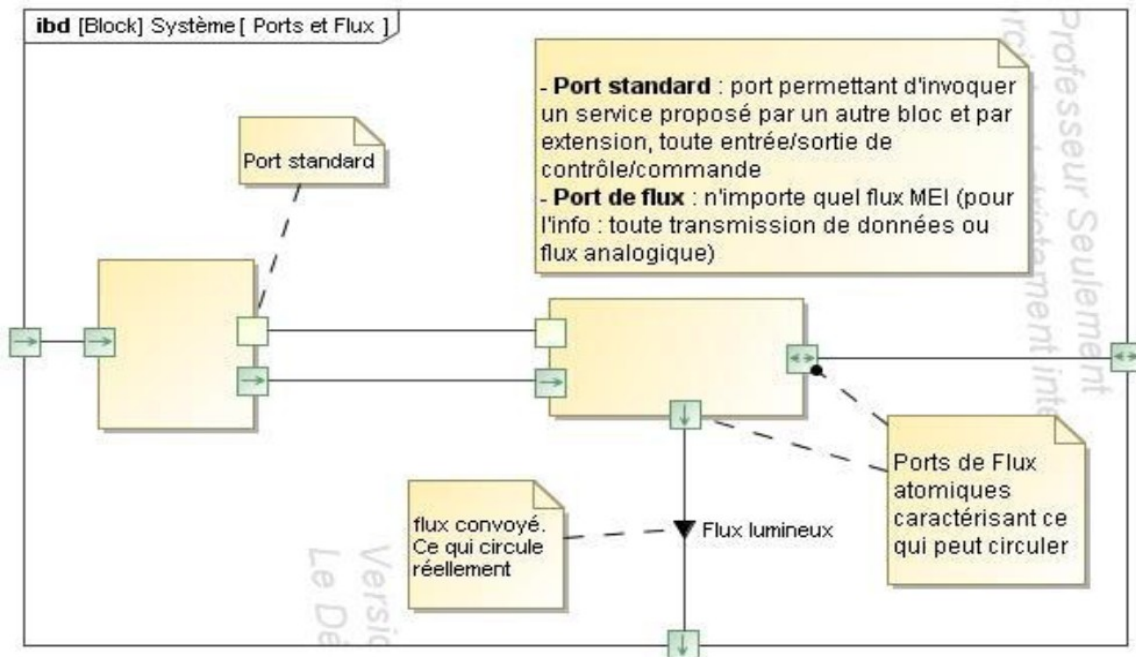 ibd [Block] Système [ Ports et Flux ]
- Port standard : port permettant d'invoquer
un service proposé par un autre bloc et par
extension, toute entrée/sortie de
contrôle/commande
- Port de flux : n'importe quel flux MEI (pour
l'info : toute transmission de données ou
flux analogique)
Port standard
Professeur Seulement
Ports de Flux
atomiques
caractérisant ce
qui peut circuler
flux convoyé.
Ce qui circule
réellement
Flux lumineux
Le